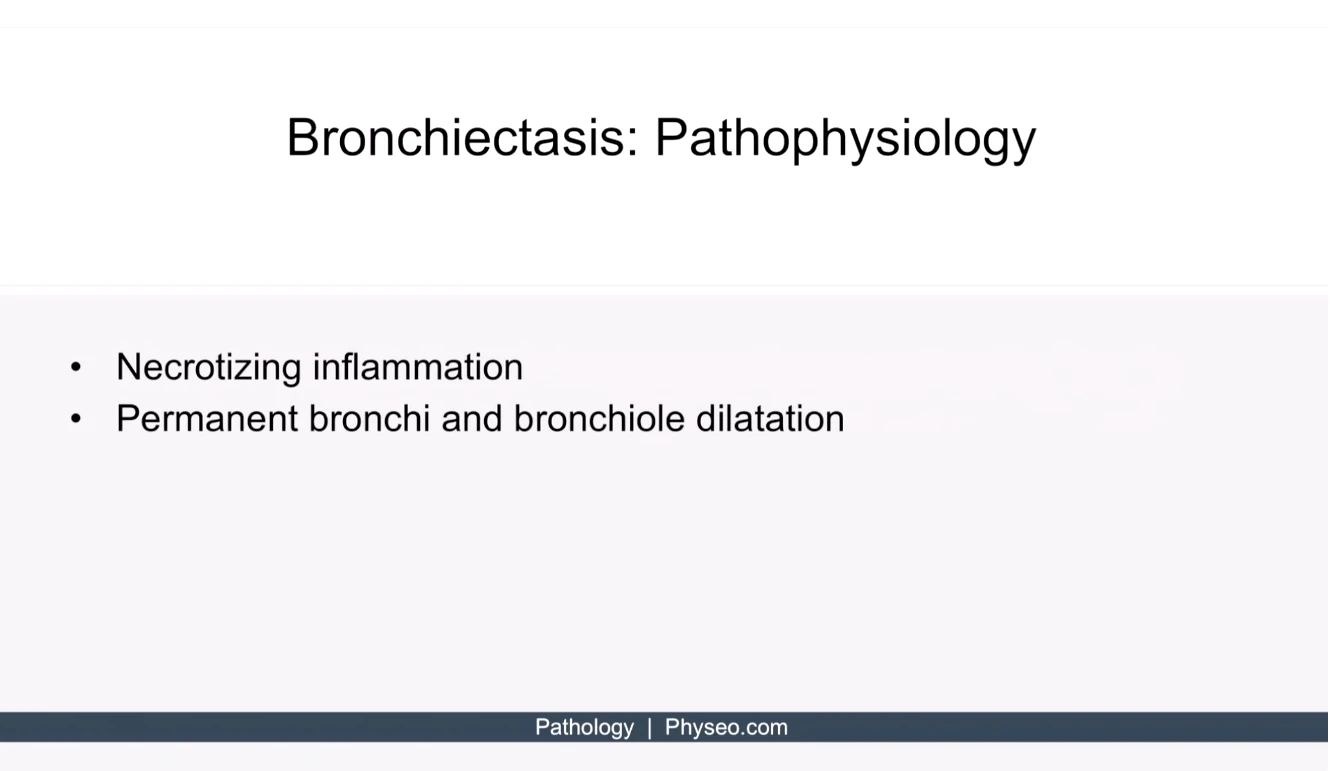 Bronchiectasis: Pathophysiology
• Necrotizing inflammation
• Permanent bronchi and bronchiole dilatation
Pathology | Physeo.com